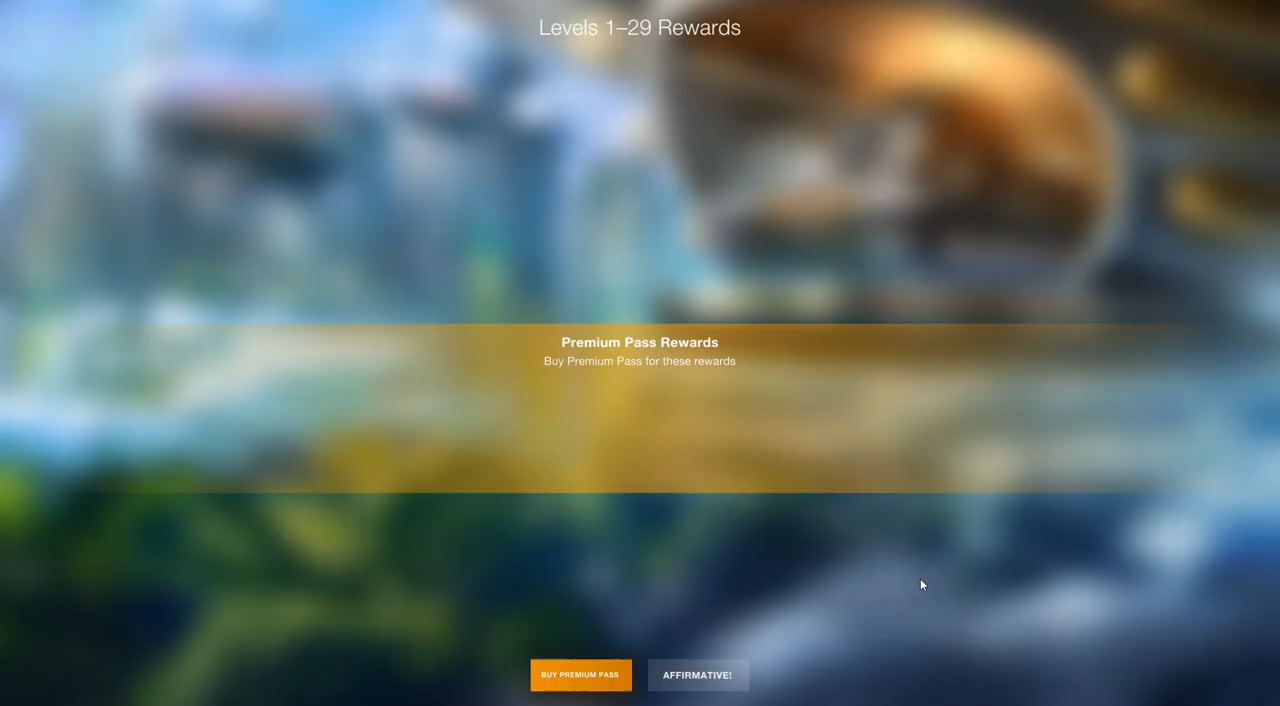 Levels 1–29 Rewards
Premium Pass Rewards
Buy Premium Pass for these rewards
BUY PREMIUM PASS
AFFIRMATIVE!